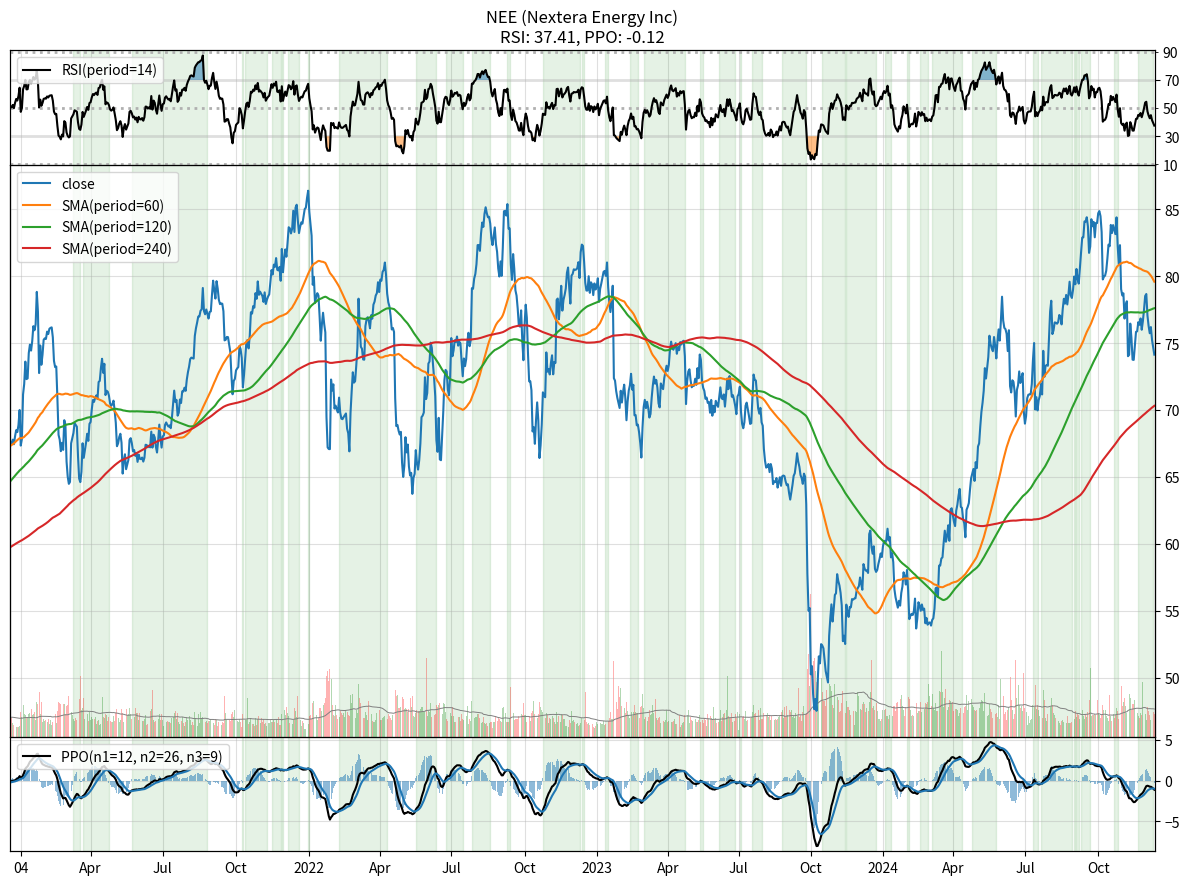 NEE (Nextera Energy Inc)
RSI: 37.41, PPO: -0.12
RSI(period=14)
90
70
50
30
10
close
SMA(period=60)
SMA(period=120)
SMA(period=240)
85
80
75
70
65
60
55
50
PPO(n1=12, n2=26, n3=9)
5
0
−5
04 Apr Jul Oct 2022 Apr Jul Oct 2023 Apr Jul Oct 2024 Apr Jul Oct